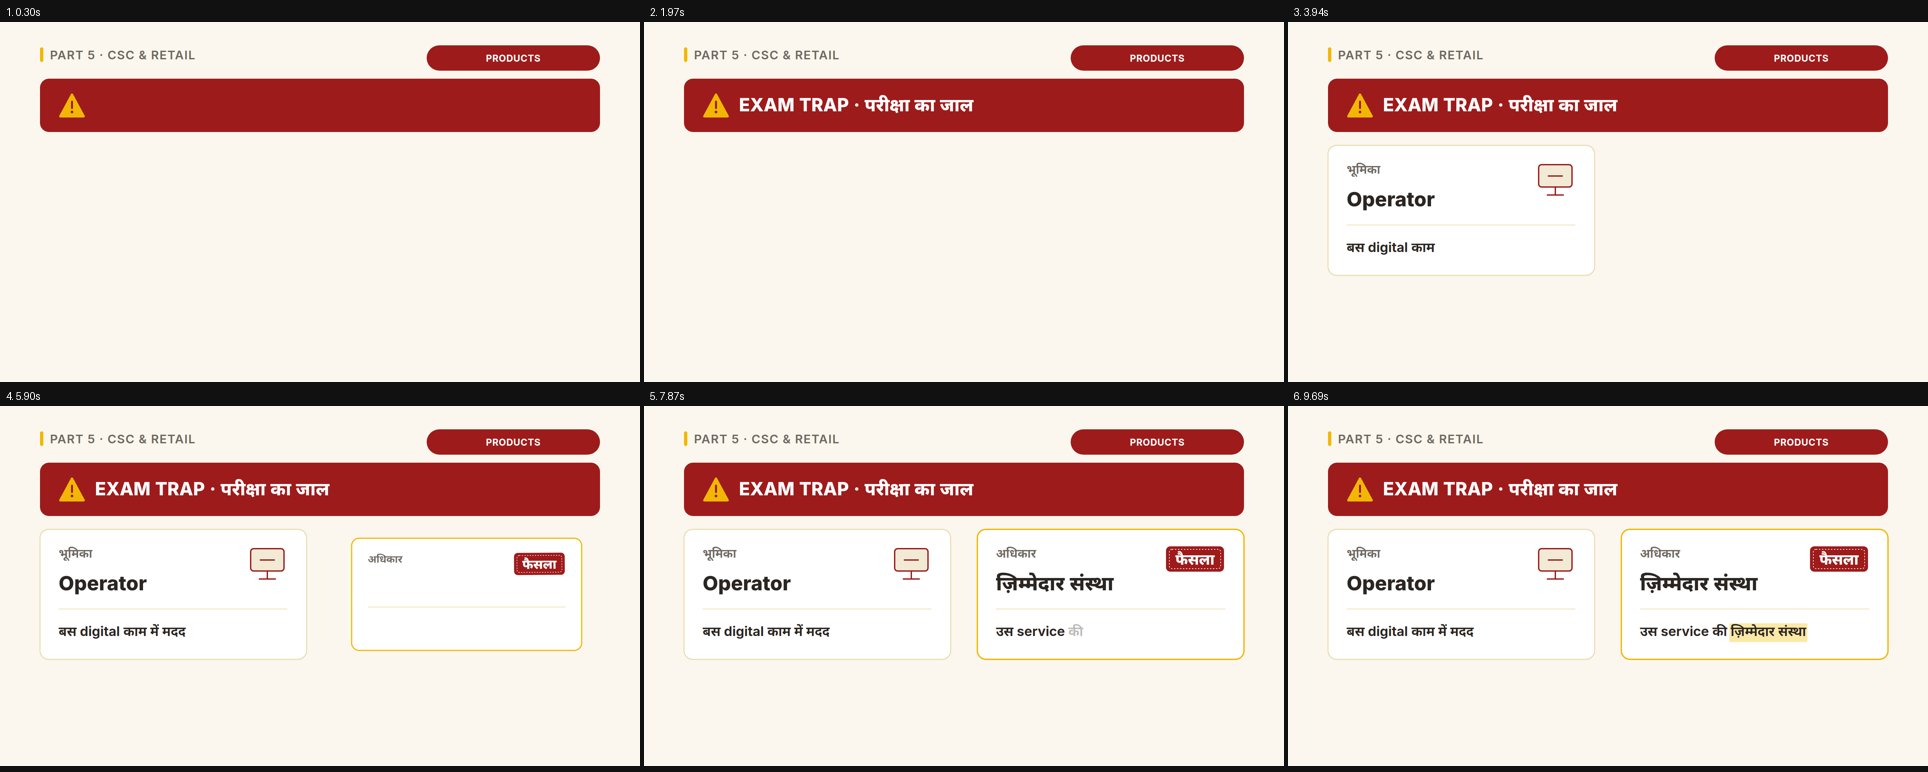 1. 0.30s
PART 5 · CSC & RETAIL
PRODUCTS
2. 1.97s
PART 5 · CSC & RETAIL
PRODUCTS
EXAM TRAP · परीक्षा का जाल
3. 3.94s
PART 5 · CSC & RETAIL
PRODUCTS
EXAM TRAP · परीक्षा का जाल
भूमिका
Operator
बस digital काम
4. 5.90s
PART 5 · CSC & RETAIL
PRODUCTS
EXAM TRAP · परीक्षा का जाल
भूमिका
Operator
बस digital काम में मदद
अधिकार
फैसला
5. 7.87s
PART 5 · CSC & RETAIL
PRODUCTS
EXAM TRAP · परीक्षा का जाल
भूमिका
Operator
बस digital काम में मदद
अधिकार
फैसला
ज़िम्मेदार संस्था
उस service की
6. 9.69s
PART 5 · CSC & RETAIL
PRODUCTS
EXAM TRAP · परीक्षा का जाल
भूमिका
Operator
बस digital काम में मदद
अधिकार
फैसला
ज़िम्मेदार संस्था
उस service की ज़िम्मेदार संस्था